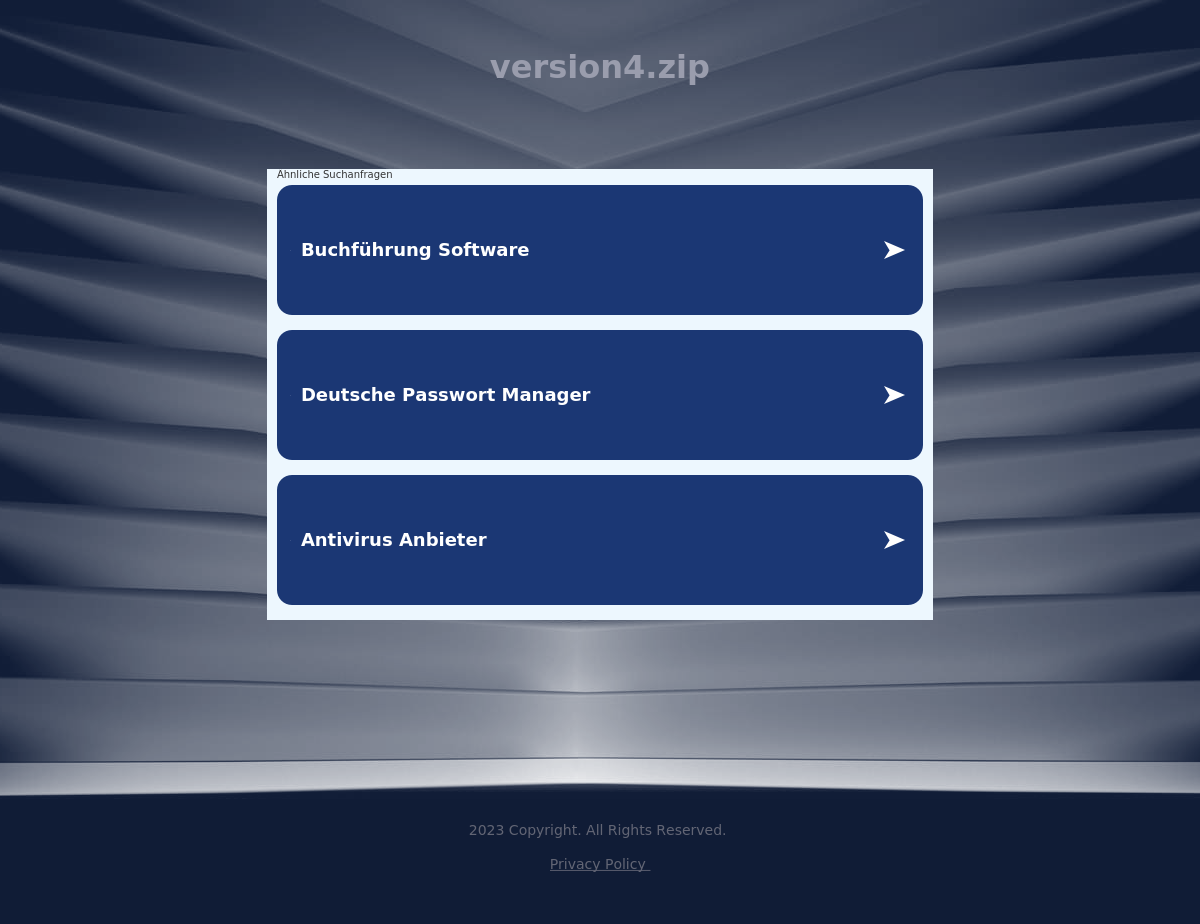 version4.zip
Ähnliche Suchanfragen
Buchführung Software
Deutsche Passwort Manager
Antivirus Anbieter
2023 Copyright. All Rights Reserved.
Privacy Policy